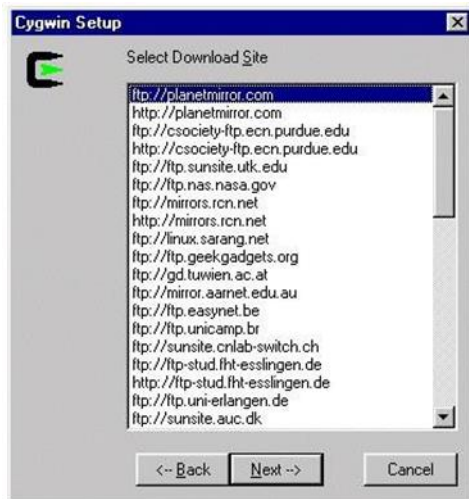 Cygwin Setup
Select Download Site
ftp://planetmirror.com
http://planetmirror.com
ftp://csociety-ftp.ecn.purdue.edu
http://csociety-ftp.ecn.purdue.edu
ftp://ftp.sunsite.utk.edu
ftp://ftp.nas.nasa.gov
ftp://mirrors.rcn.net
http://mirrors.rcn.net
ftp://linux.sarang.net
ftp://ftp.geekgadgets.org
ftp://gd.tuwien.ac.at
ftp://mirror.aarnet.edu.au
ftp://ftp.easynet.be
ftp://ftp.unicamp.br
ftp://sunsite.cnlab-switch.ch
ftp://ftp-stud.fht-esslingen.de
http://ftp-stud.fht-esslingen.de
ftp://ftp.uni-erlangen.de
ftp://sunsite.auc.dk
<-- Back Next --> Cancel